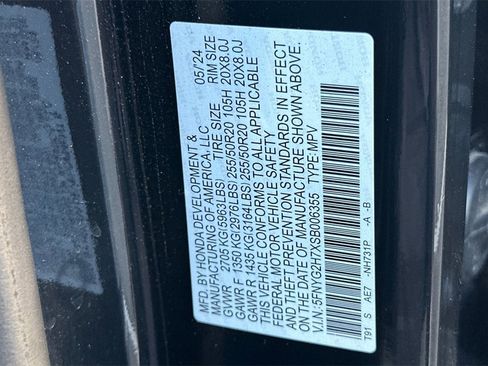 MFD. BY HONDA DEVELOPMENT & 05/24
MANUFACTURING OF AMERICA, LLC
TIRE SIZE RIM SIZE
GVWR 2705KG(5963LBS)
GAWR F 1350KG(2976LBS) 255/50R20 105H 20X8.0J
GAWR R 1435KG(3164LBS) 255/50R20 105H 20X8.0J
THIS VEHICLE CONFORMS TO ALL APPLICABLE
FEDERAL MOTOR VEHICLE SAFETY
AND THEFT PREVENTION STANDARDS IN EFFECT
ON THE DATE OF MANUFACTURE SHOWN ABOVE.
V.I.N.:5FNYG2H7XSB006355 TYPE:MPV
T91 S AE7 -NH731P -A -B